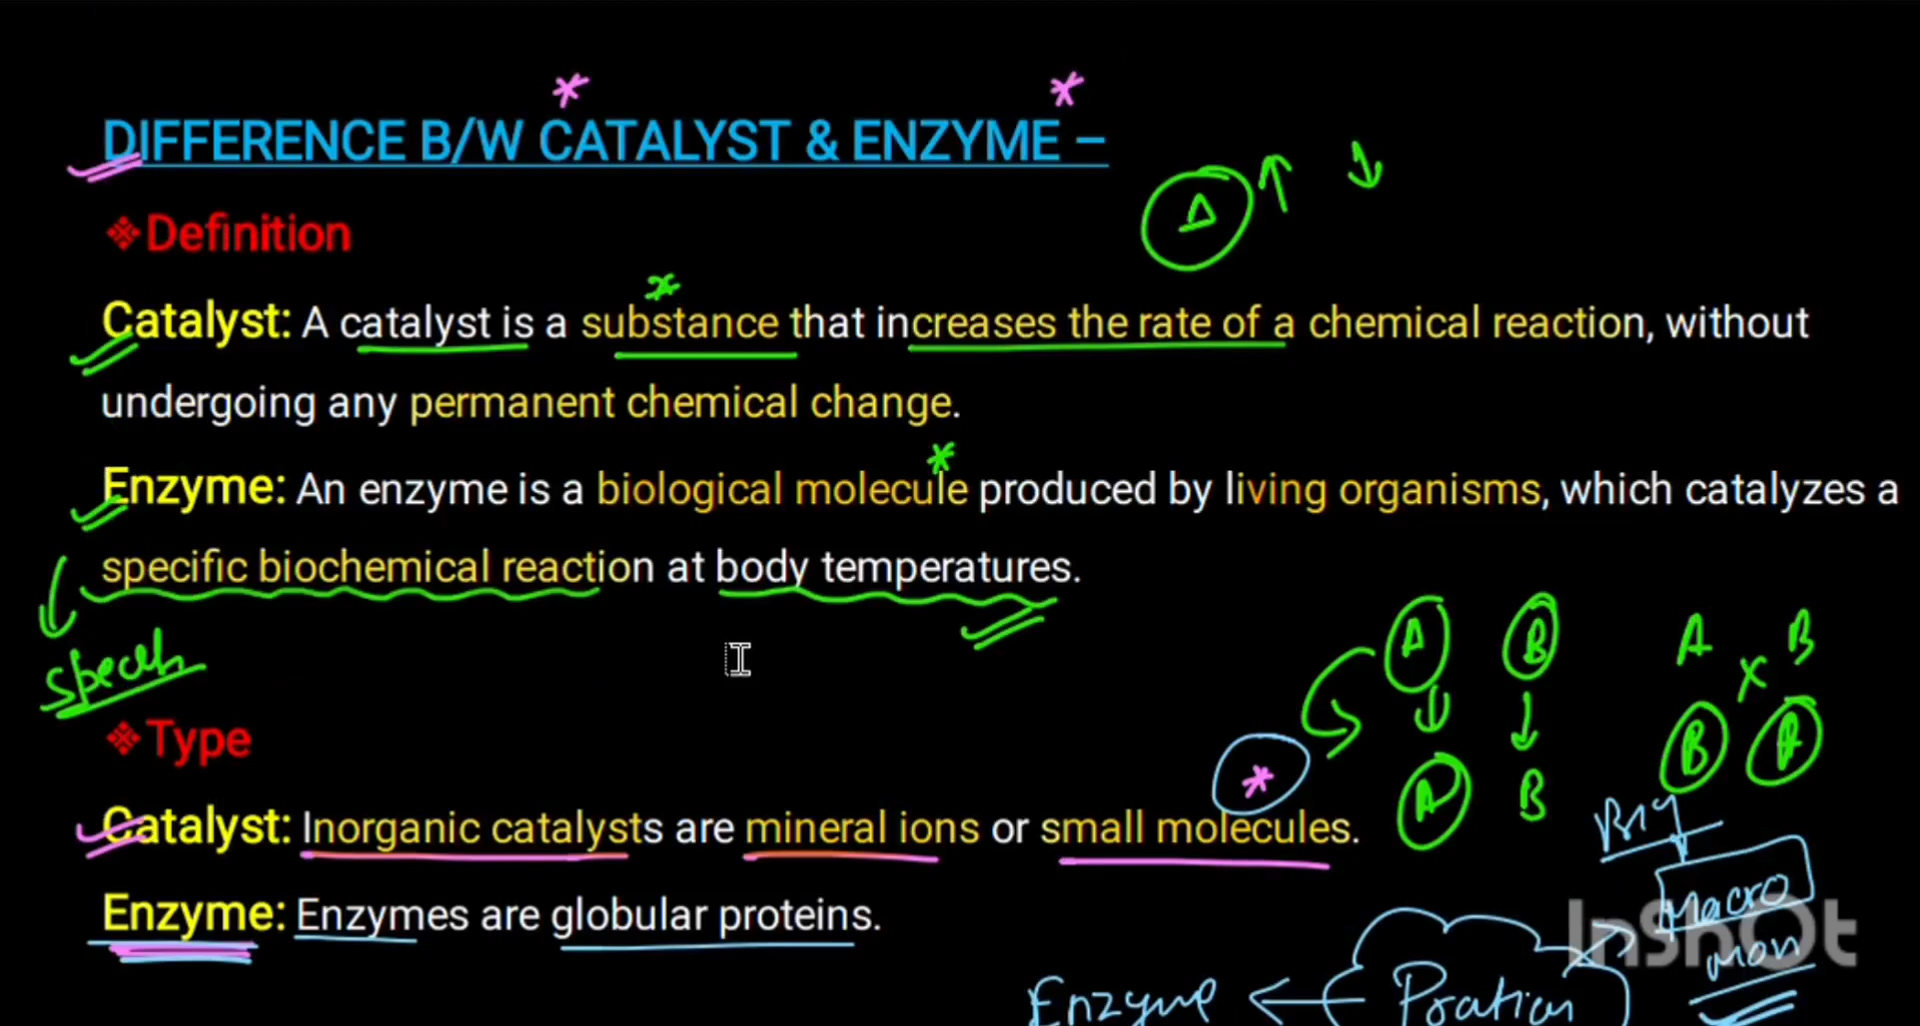 DIFFERENCE B/W CATALYST & ENZYME –
Δ
❖Definition
Catalyst: A catalyst is a substance that increases the rate of a chemical reaction, without
undergoing any permanent chemical change.
Enzyme: An enzyme is a biological molecule produced by living organisms, which catalyzes a
specific biochemical reaction at body temperatures.
A B A B
x
❖Type
A B B A
Catalyst: Inorganic catalysts are mineral ions or small molecules.
Macro
Enzyme: Enzymes are globular proteins.
InShOt
Enzyme